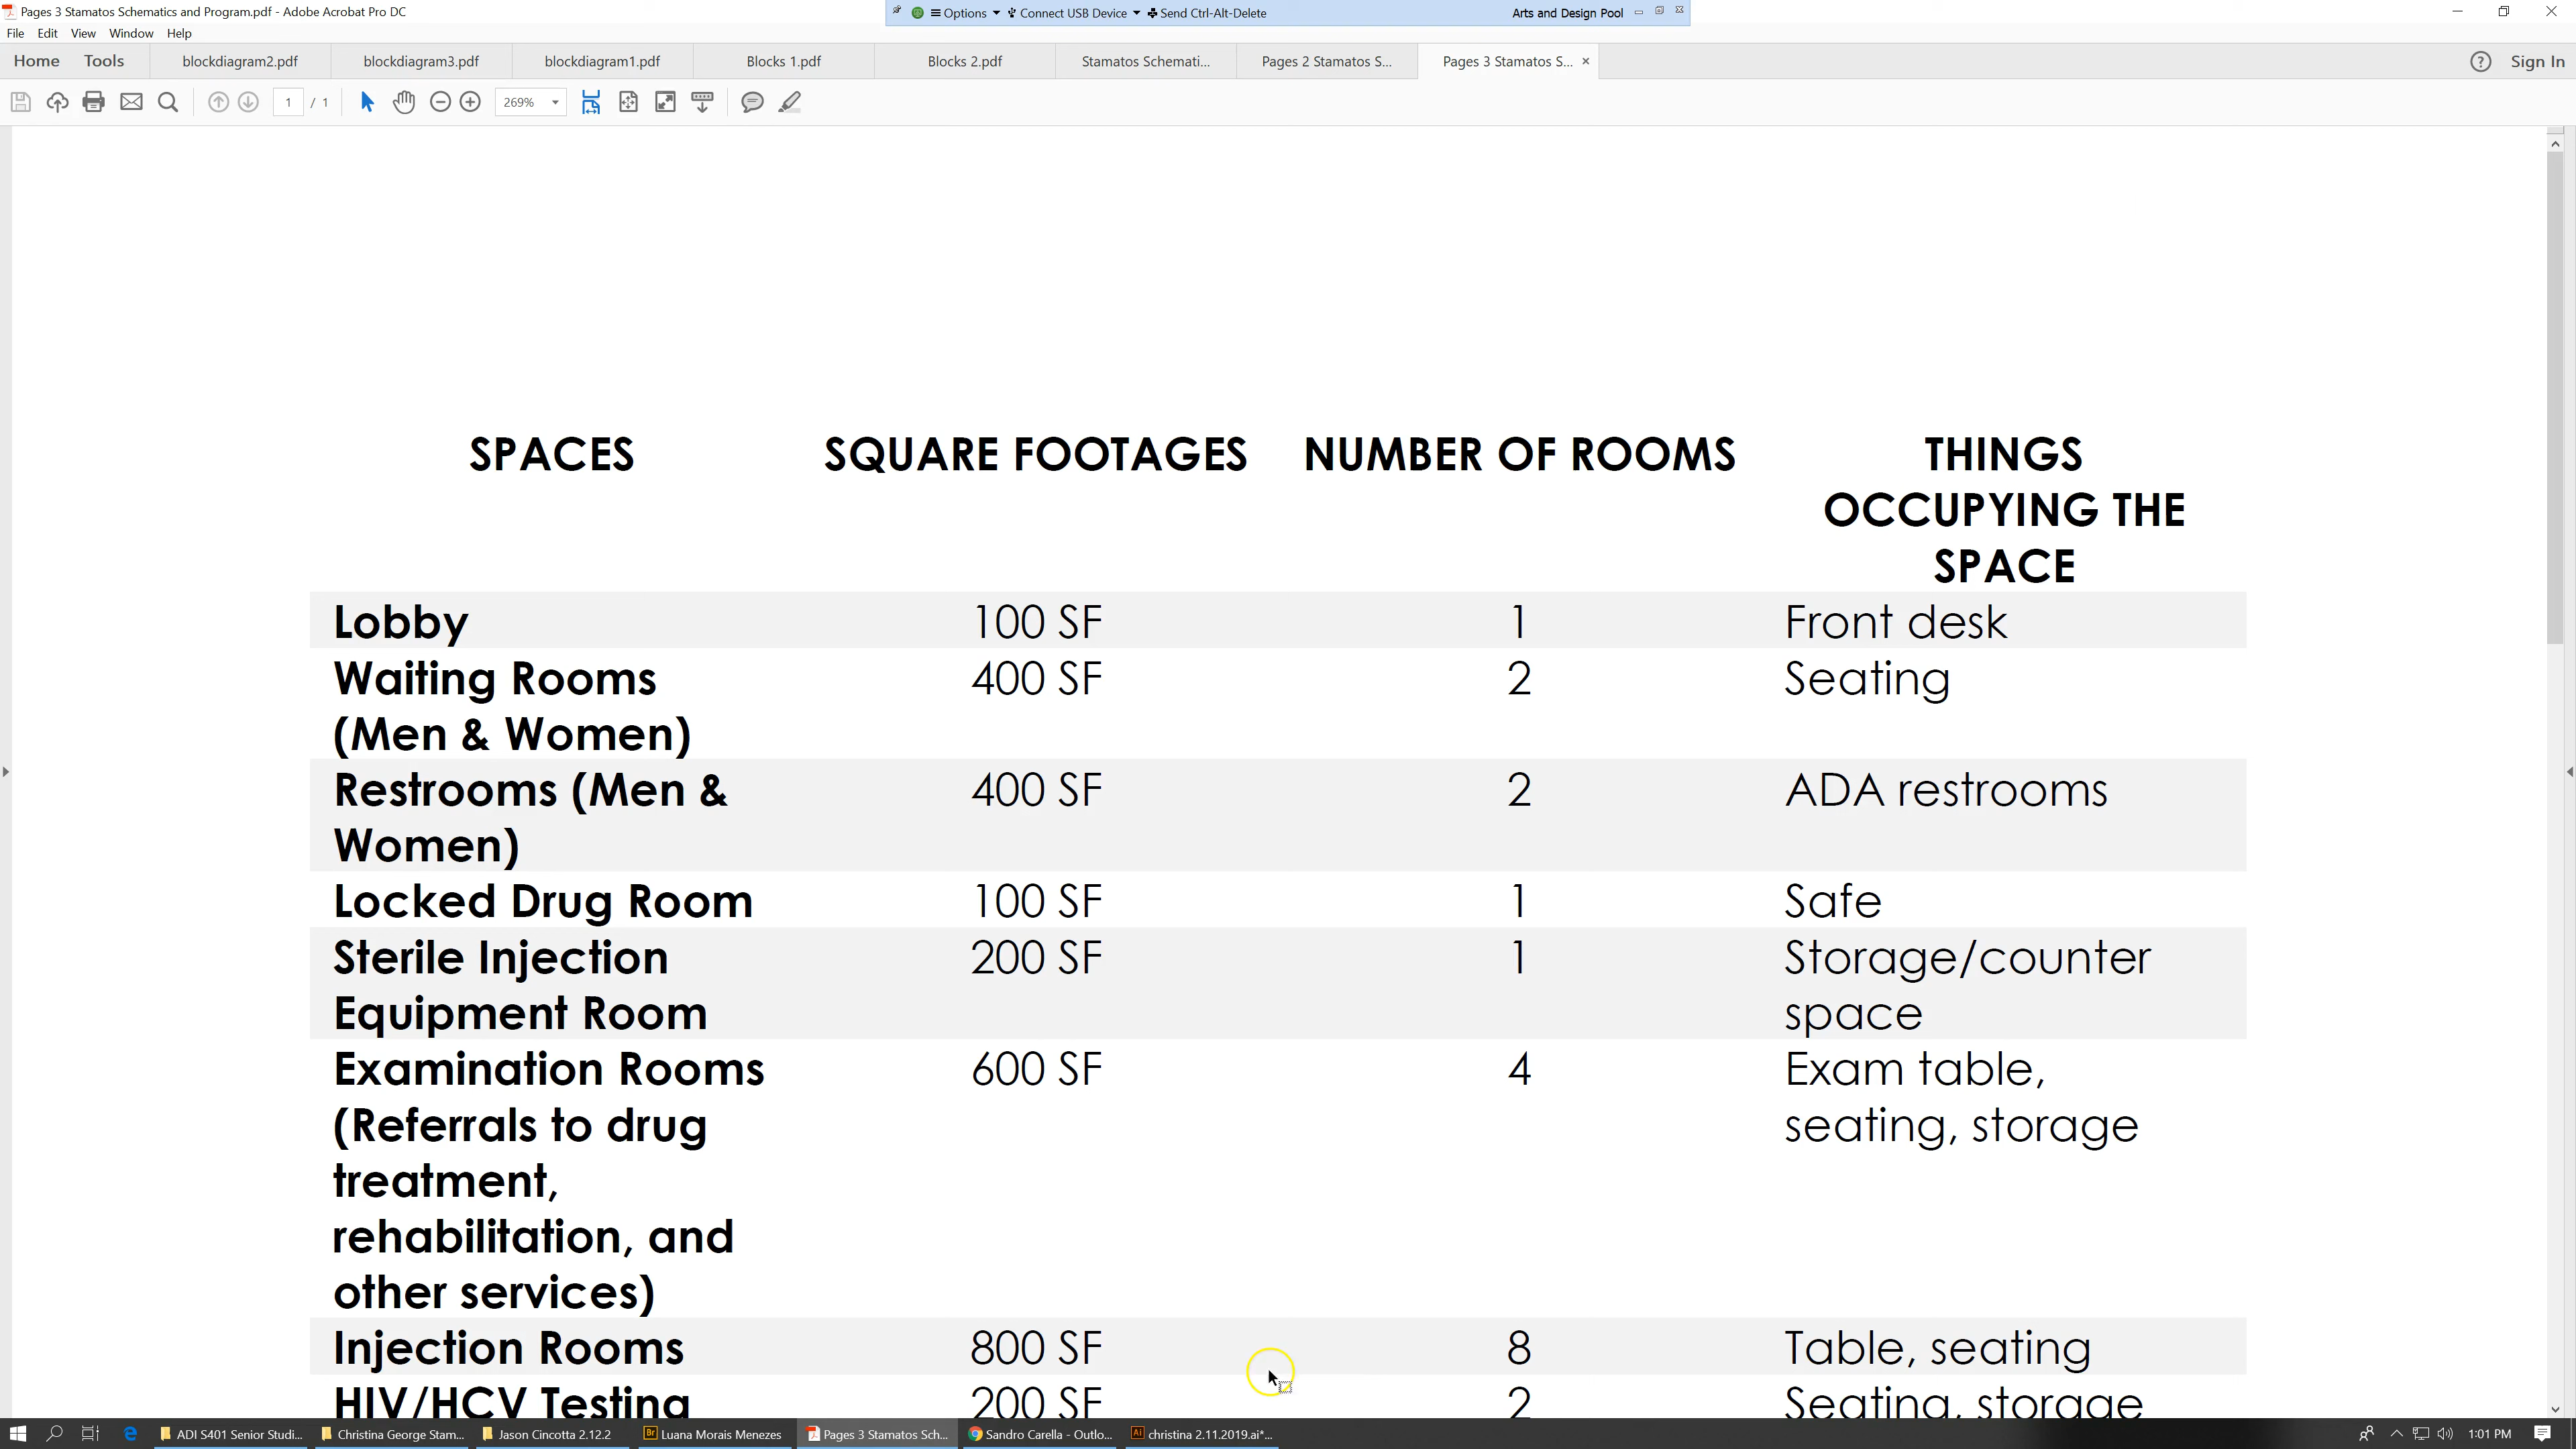 Pages 3 Stamatos Schematics and Program.pdf - Adobe Acrobat Pro DC
Options Connect USB Device Send Ctrl-Alt-Delete Arts and Design Pool
File Edit View Window Help
Home Tools blockdiagram2.pdf blockdiagram3.pdf blockdiagram1.pdf Blocks 1.pdf Blocks 2.pdf Stamatos Schemati... Pages 2 Stamatos S... Pages 3 Stamatos S... × ? Sign In
1 / 1 269%
SPACES SQUARE FOOTAGES NUMBER OF ROOMS THINGS
OCCUPYING THE
SPACE
Lobby 100 SF 1 Front desk
Waiting Rooms 400 SF 2 Seating
(Men & Women)
Restrooms (Men & 400 SF 2 ADA restrooms
Women)
Locked Drug Room 100 SF 1 Safe
Sterile Injection 200 SF 1 Storage/counter
Equipment Room space
Examination Rooms 600 SF 4 Exam table,
(Referrals to drug seating, storage
treatment,
rehabilitation, and
other services)
Injection Rooms 800 SF 8 Table, seating
HIV/HCV Testing 200 SF 2 Seating, storage
ADI S401 Senior Studi... Christina George Stam... Jason Cincotta 2.12.2 Br Luana Morais Menezes Pages 3 Stamatos Sch... Sandro Carella - Outlo... Ai christina 2.11.2019.ai*... 1:01 PM